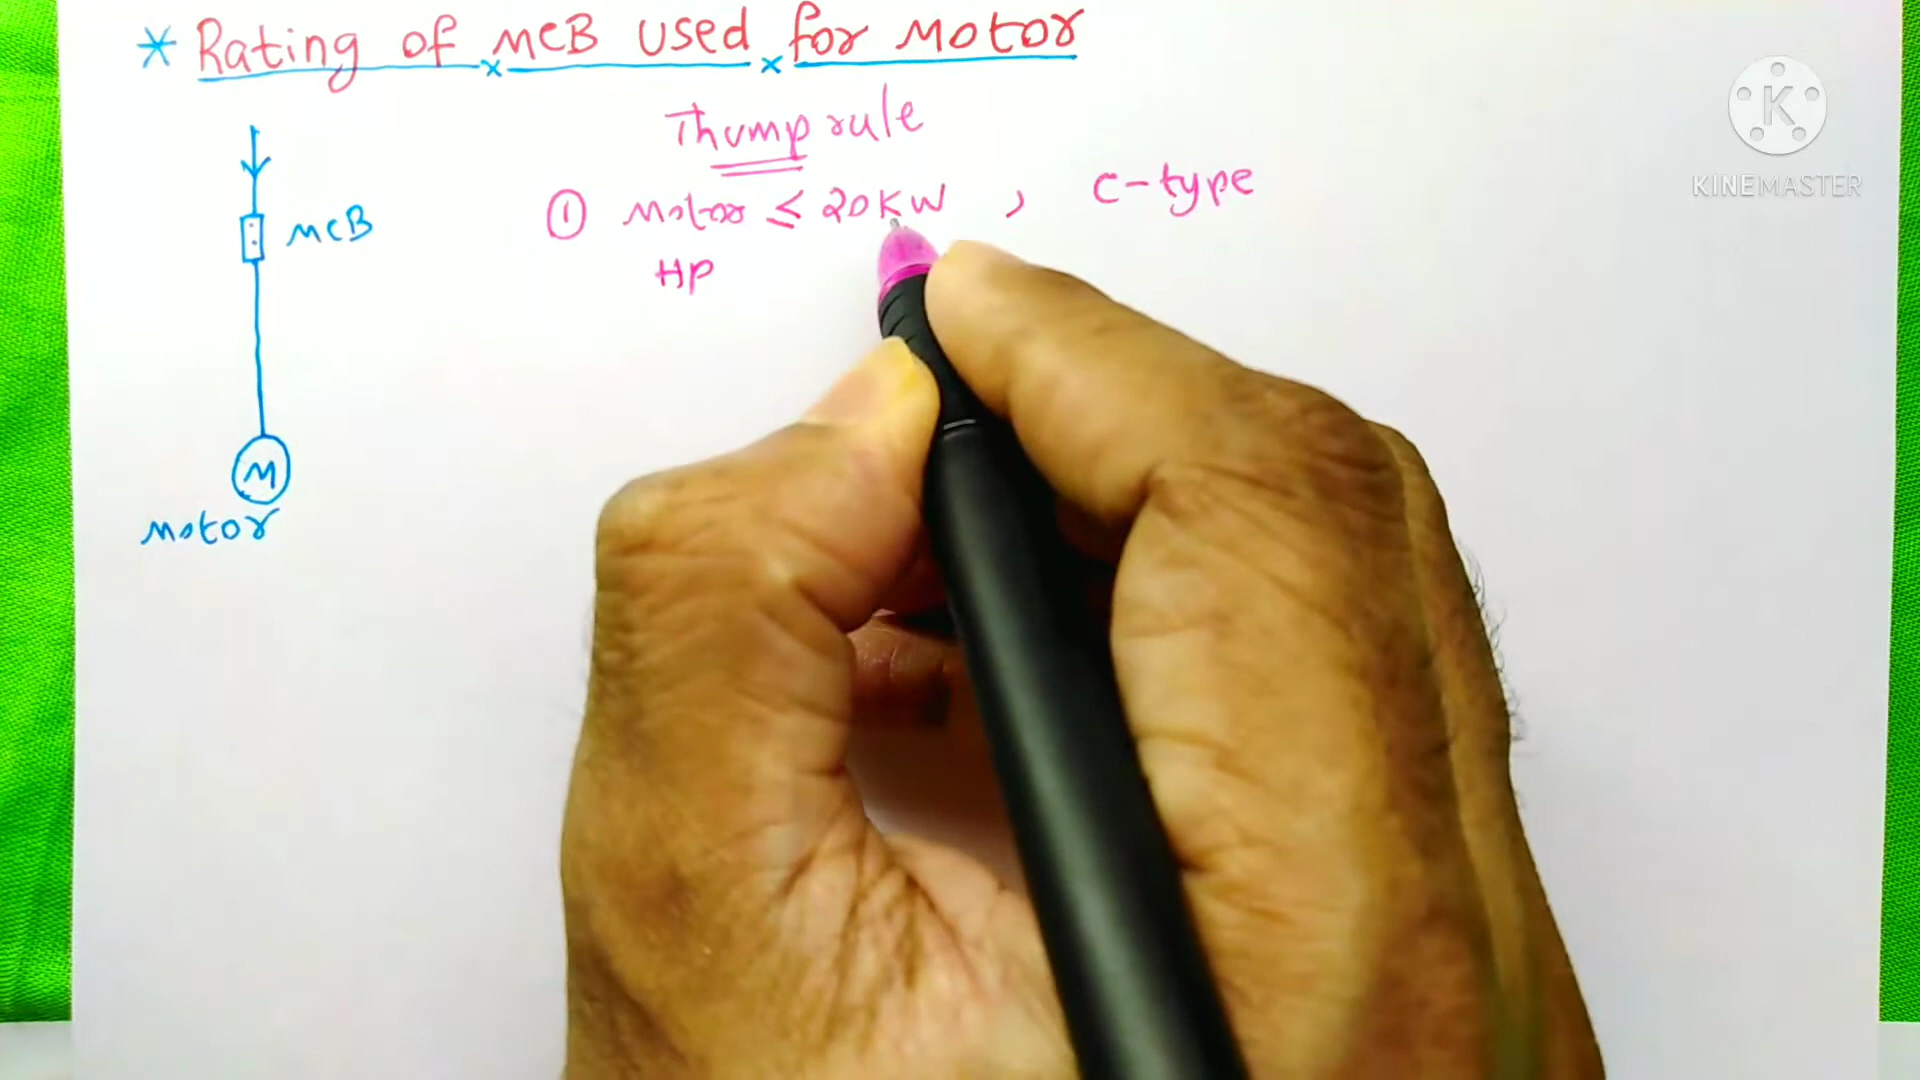 * Rating of MCB used for Motor
Thump rule
① Motor ≤ 20KW , C-type
HP
MCB
M
Motor
K
KINEMASTER